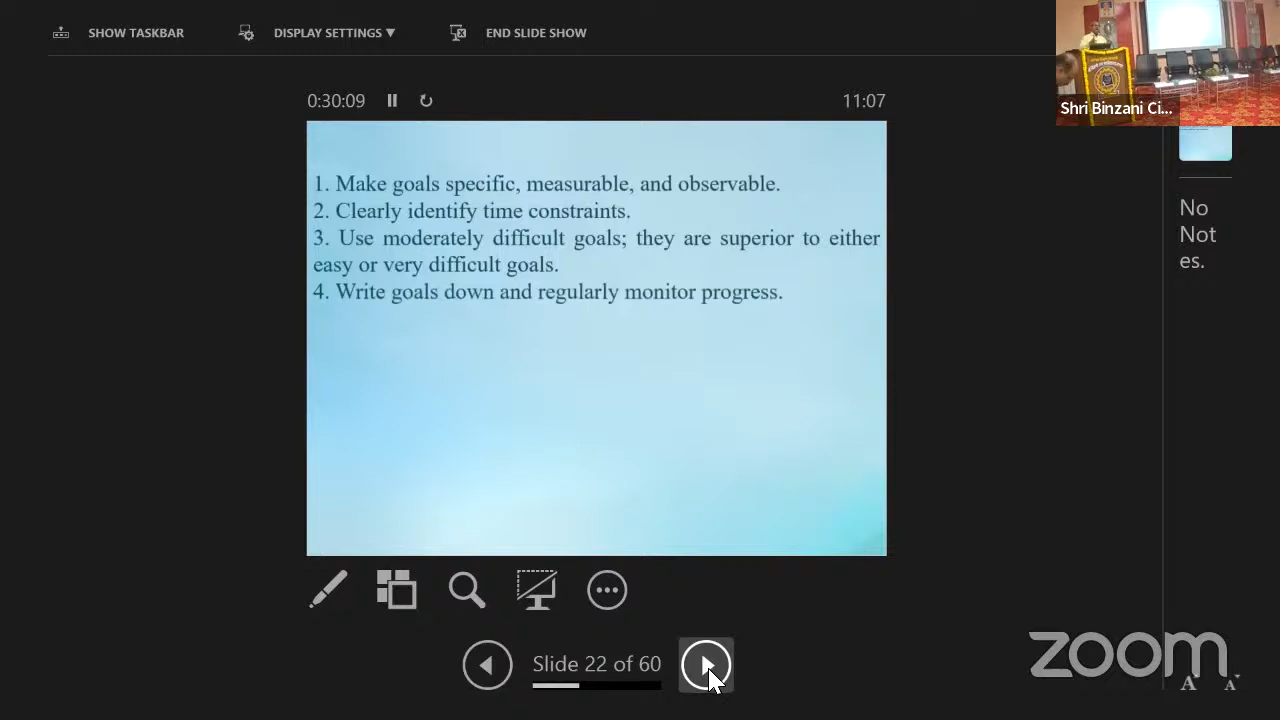 SHOW TASKBAR
DISPLAY SETTINGS ▼
END SLIDE SHOW
Shri Binzani Ci...
0:30:09
11:07
1. Make goals specific, measurable, and observable.
2. Clearly identify time constraints.
3. Use moderately difficult goals; they are superior to either
easy or very difficult goals.
4. Write goals down and regularly monitor progress.
No
Not
es.
Slide 22 of 60
zoom
A A